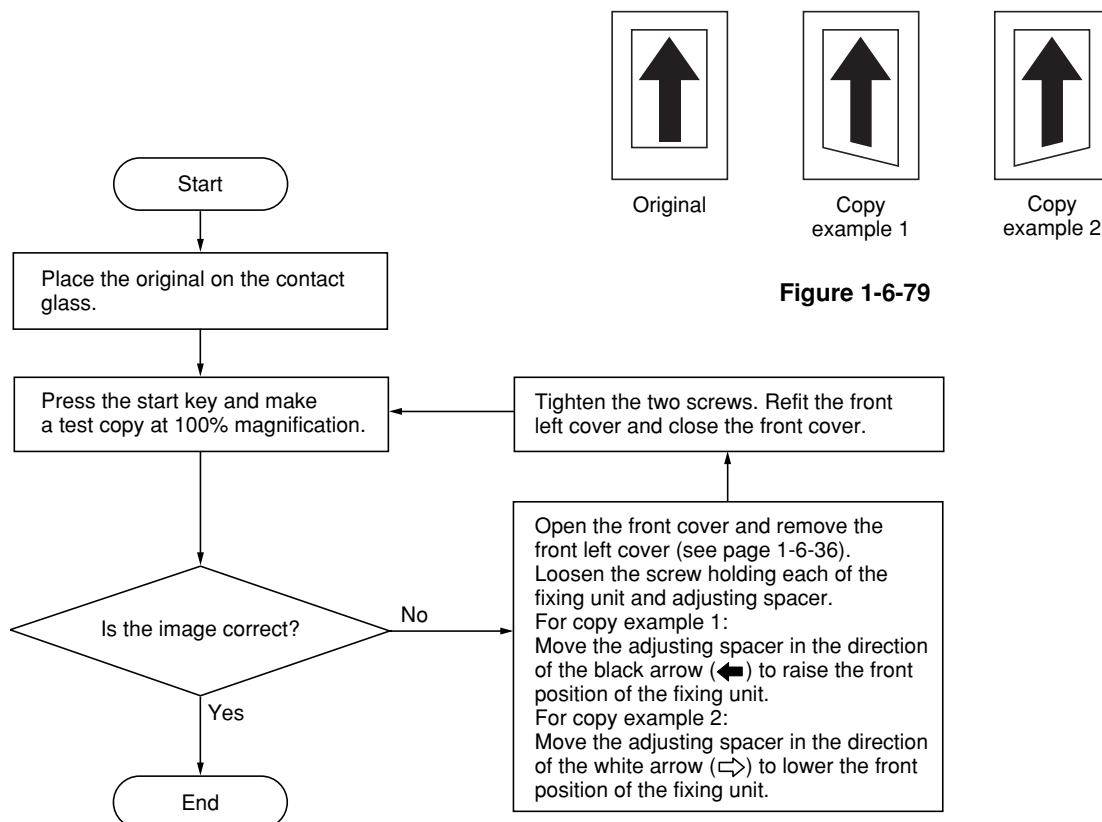 Original
Copy
example 1
Copy
example 2
Figure 1-6-79
Start
Place the original on the contact
glass.
Press the start key and make
a test copy at 100% magnification.
Tighten the two screws. Refit the front
left cover and close the front cover.
Is the image correct?
No
Yes
Open the front cover and remove the
front left cover (see page 1-6-36).
Loosen the screw holding each of the
fixing unit and adjusting spacer.
For copy example 1:
Move the adjusting spacer in the direction
of the black arrow (⬅) to raise the front
position of the fixing unit.
For copy example 2:
Move the adjusting spacer in the direction
of the white arrow (⇨) to lower the front
position of the fixing unit.
End